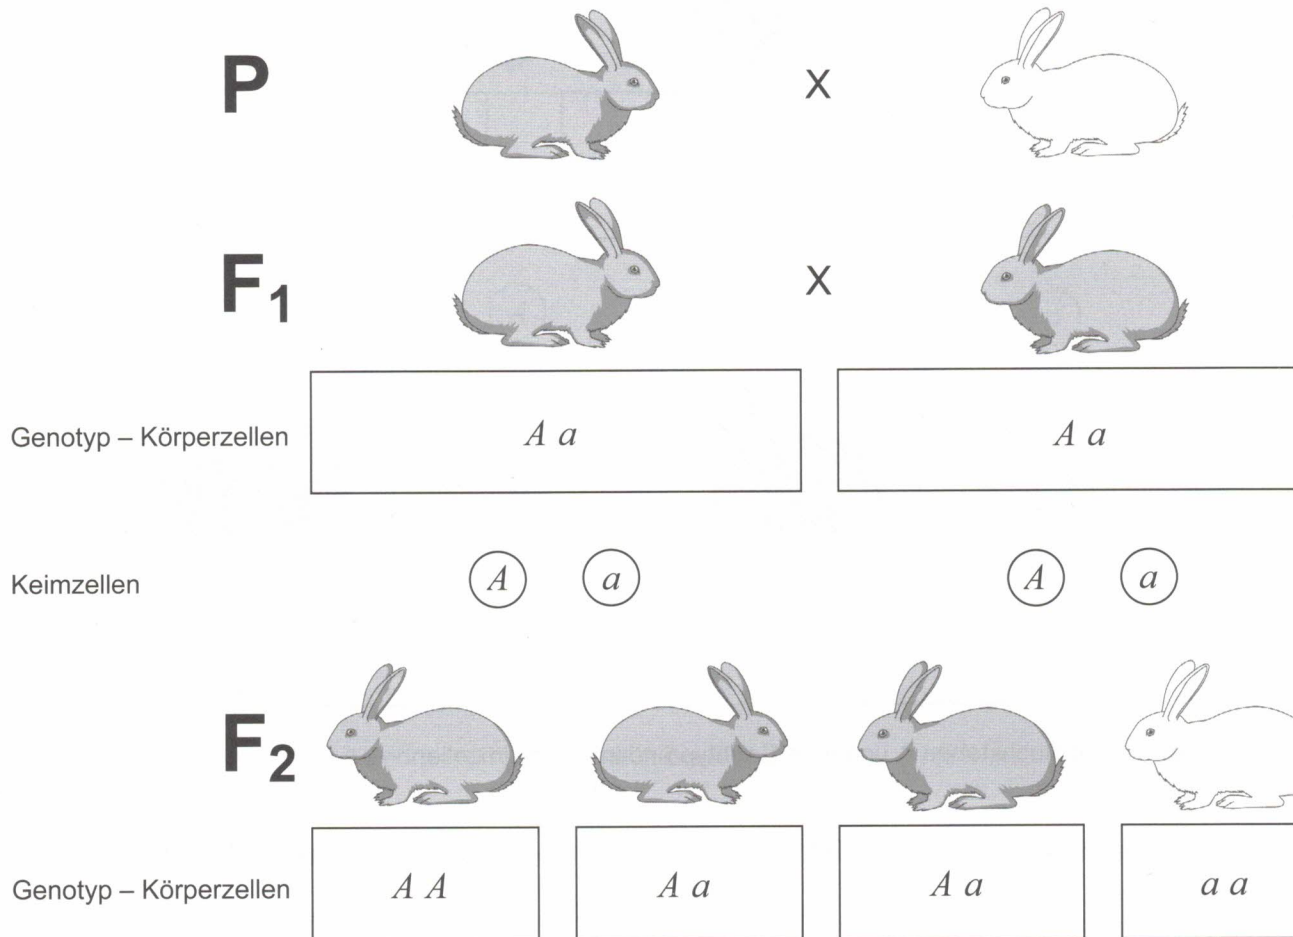 P
X
F1
X
Genotyp – Körperzellen
A a
A a
Keimzellen
A
a
A
a
F2
Genotyp – Körperzellen
A A
A a
A a
a a